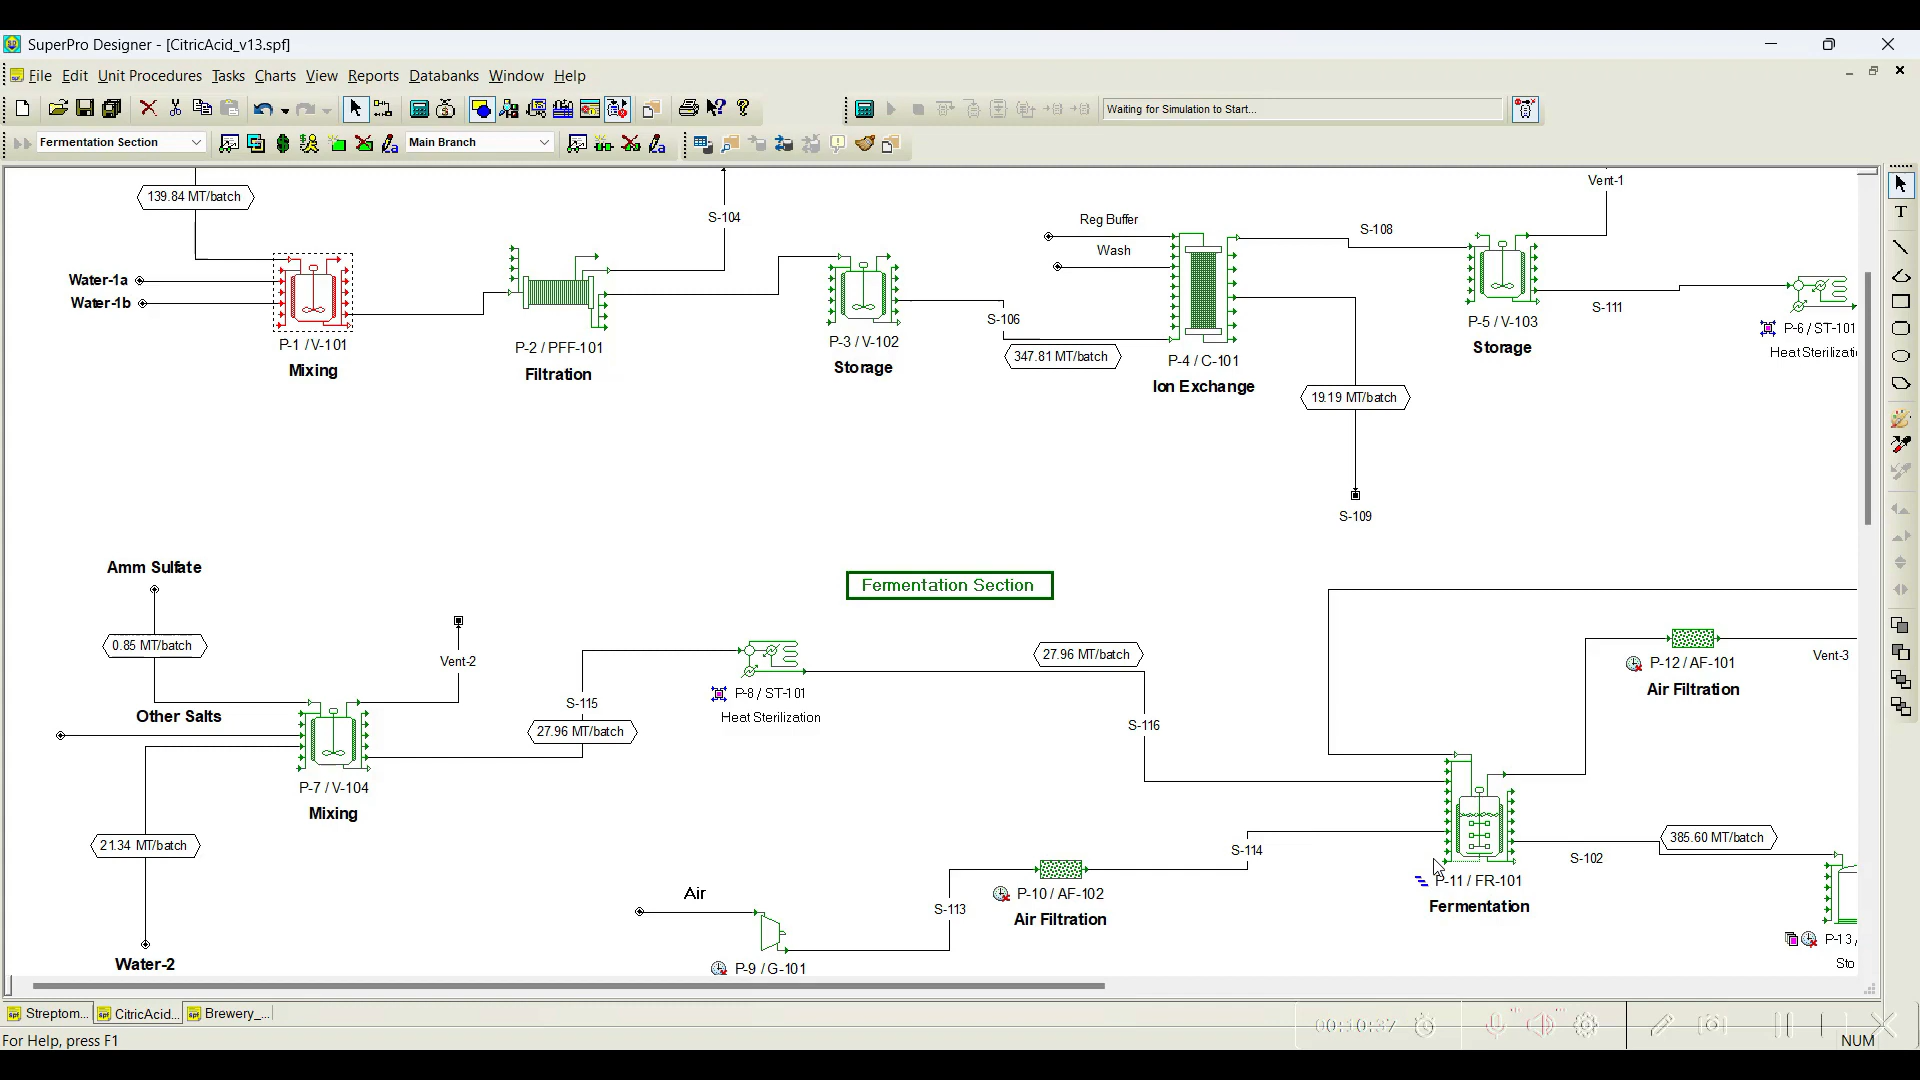 SuperPro Designer - [CitricAcid_v13.spf]
File Edit Unit Procedures Tasks Charts View Reports Databanks Window Help
Waiting for Simulation to Start...
Fermentation Section
Main Branch
139.84 MT/batch
S-104
Vent-1
Reg Buffer
S-108
Wash
Water-1a
Water-1b
S-106
S-111
P-1 / V-101
Mixing
P-2 / PFF-101
Filtration
P-3 / V-102
Storage
347.81 MT/batch
P-4 / C-101
Ion Exchange
P-5 / V-103
Storage
P-6 / ST-101
19.19 MT/batch
S-109
Amm Sulfate
Fermentation Section
0.85 MT/batch
Vent-2
27.96 MT/batch
P-12 / AF-101
Air Filtration
Vent-3
S-115
P-8 / ST-101
Heat Sterilization
Other Salts
27.96 MT/batch
S-116
P-7 / V-104
Mixing
21.34 MT/batch
S-114
385.60 MT/batch
S-102
P-11 / FR-101
Fermentation
Air
S-113
P-10 / AF-102
Air Filtration
P-13 /
Sto
Water-2
P-9 / G-101
Streptom...
CitricAcid...
Brewery_...
00:10:37
For Help, press F1
NUM